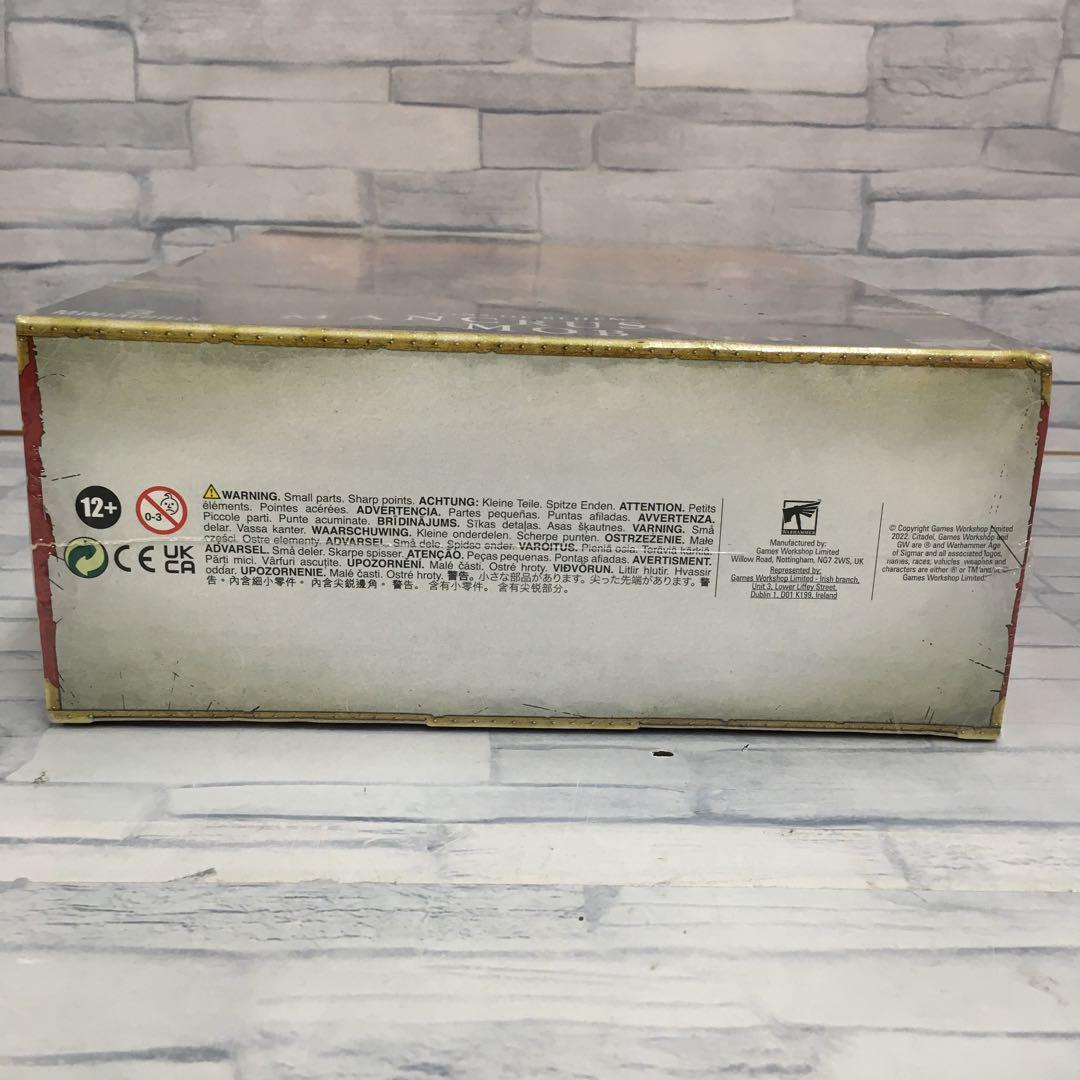 MOB
12+
0-3
CE UK CA
WARNING. Small parts. Sharp points. ACHTUNG: Kleine Teile. Spitze Enden. ATTENTION. Petits
éléments. Pointes acérées. ADVERTENCIA. Partes pequeñas. Puntas afiladas. AVVERTENZA.
Piccole parti. Punte acuminate. BRĪDINĀJUMS. Sīkas detaļas. Asas šķautnes. VARNING. Små
delar. Vassa kanter. WAARSCHUWING. Kleine onderdelen. Scherpe punten. OSTRZEŻENIE. Małe
części. Ostre elementy. ADVARSEL. Små dele. Spidse ender. VAROITUS. Pieniä osia. Teräviä kärkiä.
ADVARSEL. Små deler. Skarpe spisser. ATENÇÃO. Peças pequenas. Pontas afiadas. AVERTISMENT.
Părți mici. Vârfuri ascuțite. UPOZORNĚNÍ. Malé části. Ostré hroty. VIÐVÖRUN. Litlir hlutir. Hvassir
oddar. UPOZORNENIE. Malé časti. Ostré hroty. 警告。小さな部品があります。尖った先端があります。警
告。內含細小零件。內含尖銳邊角。警告。含有小零件。含有尖锐部分。
WARHAMMER
Manufactured by:
Games Workshop Limited
Willow Road, Nottingham, NG7 2WS, UK
Represented by:
Games Workshop Limited - Irish branch,
Unit 3, Lower Liffey Street,
Dublin 1, D01 K199, Ireland
© Copyright Games Workshop Limited
2022. Citadel, Games Workshop and
GW are ® and Warhammer Age
of Sigmar and all associated logos,
names, races, vehicles, weapons and
characters are either ® or TM and/or ©
Games Workshop Limited.